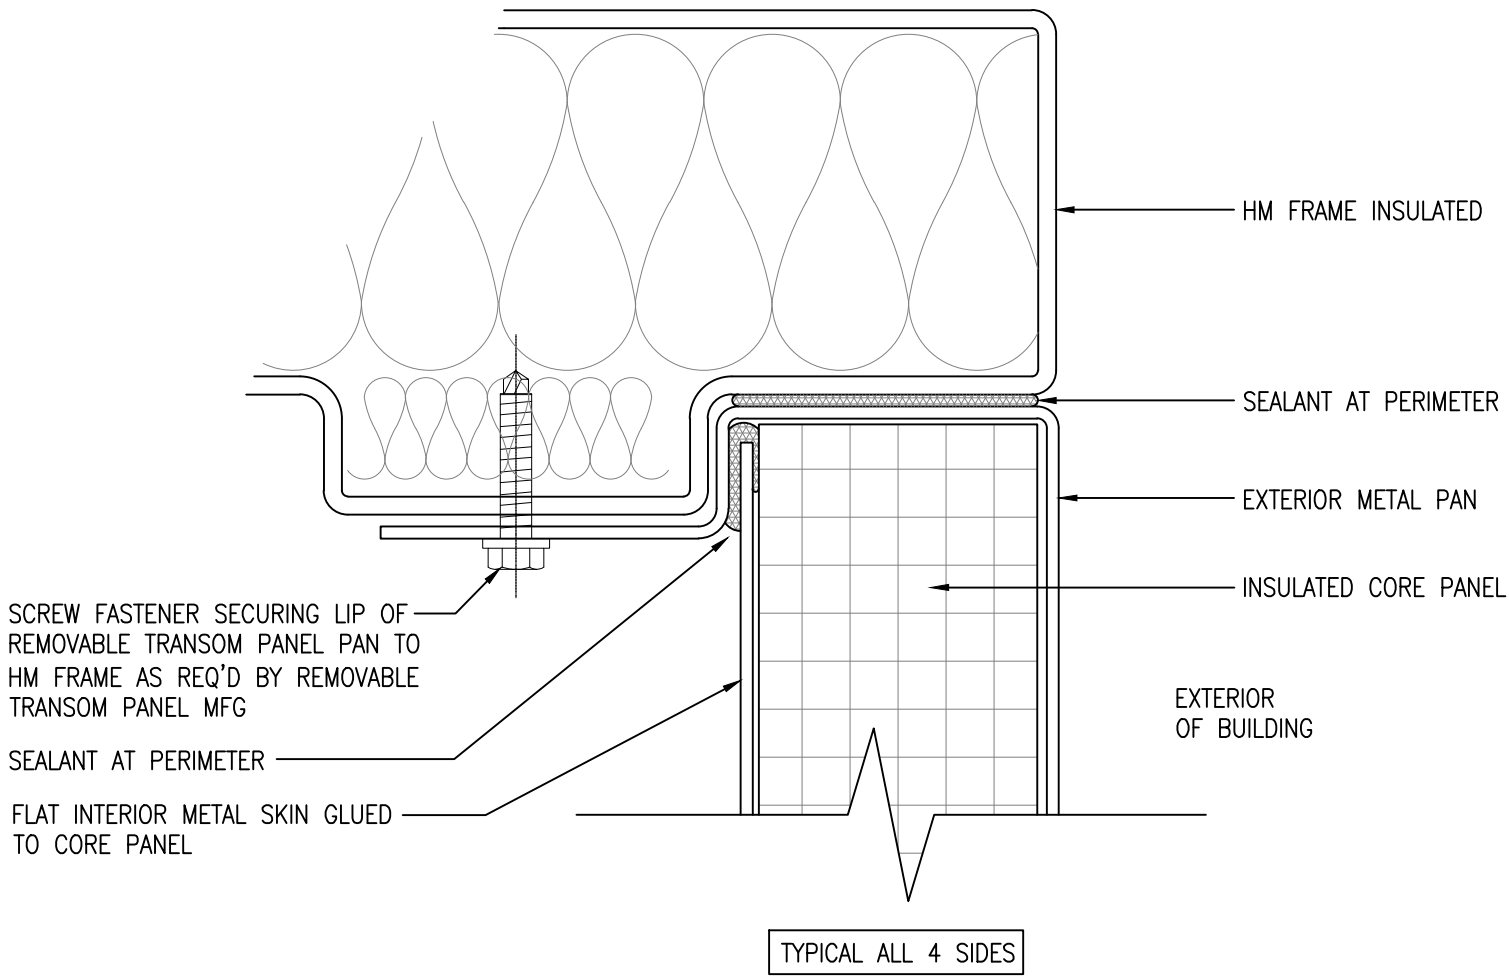 HM FRAME INSULATED
SEALANT AT PERIMETER
EXTERIOR METAL PAN
INSULATED CORE PANEL
SCREW FASTENER SECURING LIP OF
REMOVABLE TRANSOM PANEL PAN TO
HM FRAME AS REQ'D BY REMOVABLE
TRANSOM PANEL MFG
EXTERIOR
OF BUILDING
SEALANT AT PERIMETER
FLAT INTERIOR METAL SKIN GLUED
TO CORE PANEL
TYPICAL ALL 4 SIDES